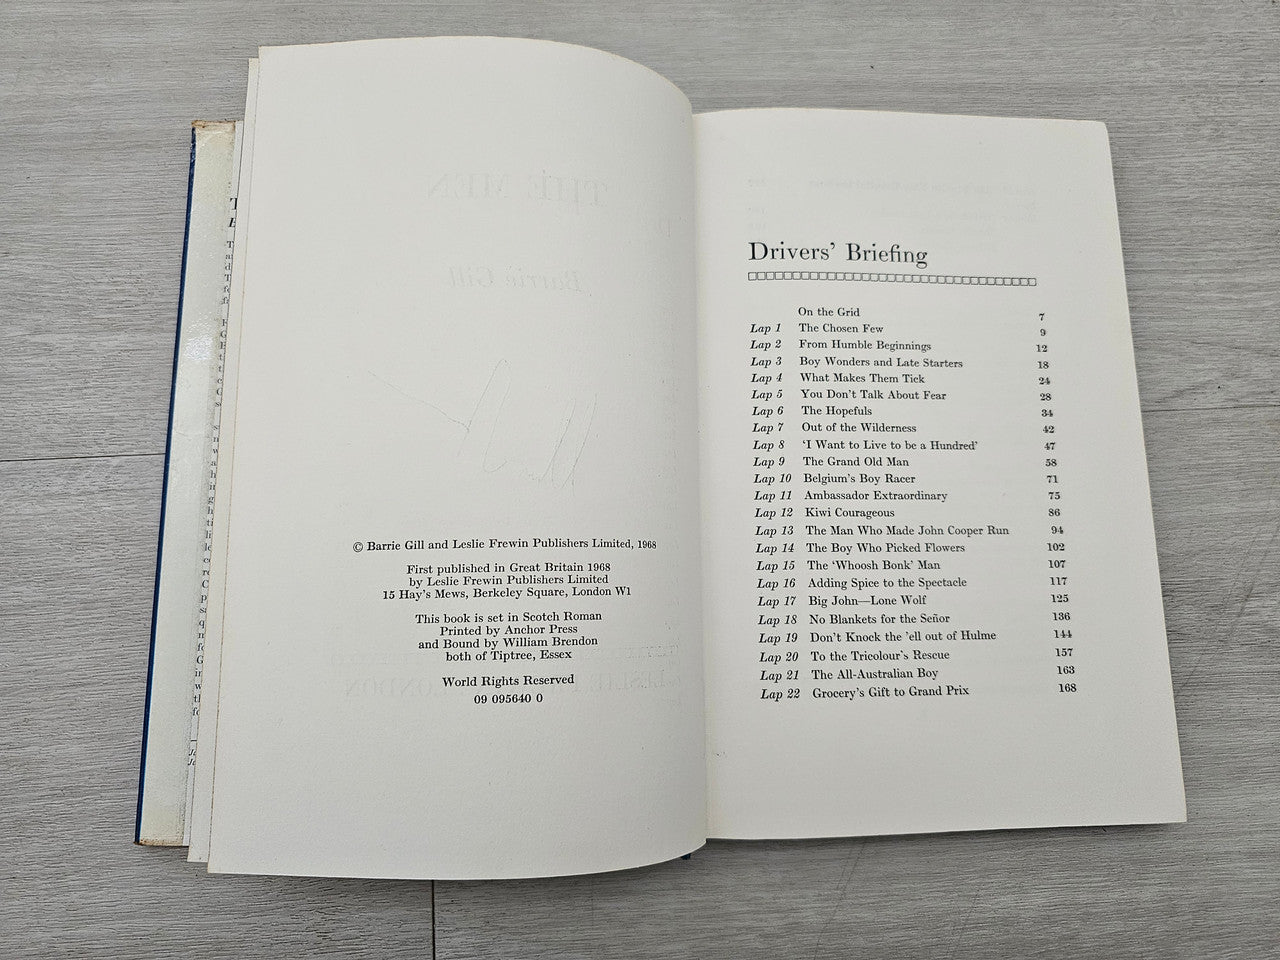 THE MEN
Barrie Gill
© Barrie Gill and Leslie Frewin Publishers Limited, 1968
First published in Great Britain 1968
by Leslie Frewin Publishers Limited
15 Hay's Mews, Berkeley Square, London W1
This book is set in Scotch Roman
Printed by Anchor Press
and Bound by William Brendon
both of Tiptree, Essex
World Rights Reserved
09 095640 0
Drivers' Briefing
On the Grid 7
Lap 1 The Chosen Few 9
Lap 2 From Humble Beginnings 12
Lap 3 Boy Wonders and Late Starters 18
Lap 4 What Makes Them Tick 24
Lap 5 You Don't Talk About Fear 28
Lap 6 The Hopefuls 34
Lap 7 Out of the Wilderness 42
Lap 8 'I Want to Live to be a Hundred' 47
Lap 9 The Grand Old Man 58
Lap 10 Belgium's Boy Racer 71
Lap 11 Ambassador Extraordinary 75
Lap 12 Kiwi Courageous 86
Lap 13 The Man Who Made John Cooper Run 94
Lap 14 The Boy Who Picked Flowers 102
Lap 15 The 'Whoosh Bonk' Man 107
Lap 16 Adding Spice to the Spectacle 117
Lap 17 Big John—Lone Wolf 125
Lap 18 No Blankets for the Señor 136
Lap 19 Don't Knock the 'ell out of Hulme 144
Lap 20 To the Tricolour's Rescue 157
Lap 21 The All-Australian Boy 163
Lap 22 Grocery's Gift to Grand Prix 168